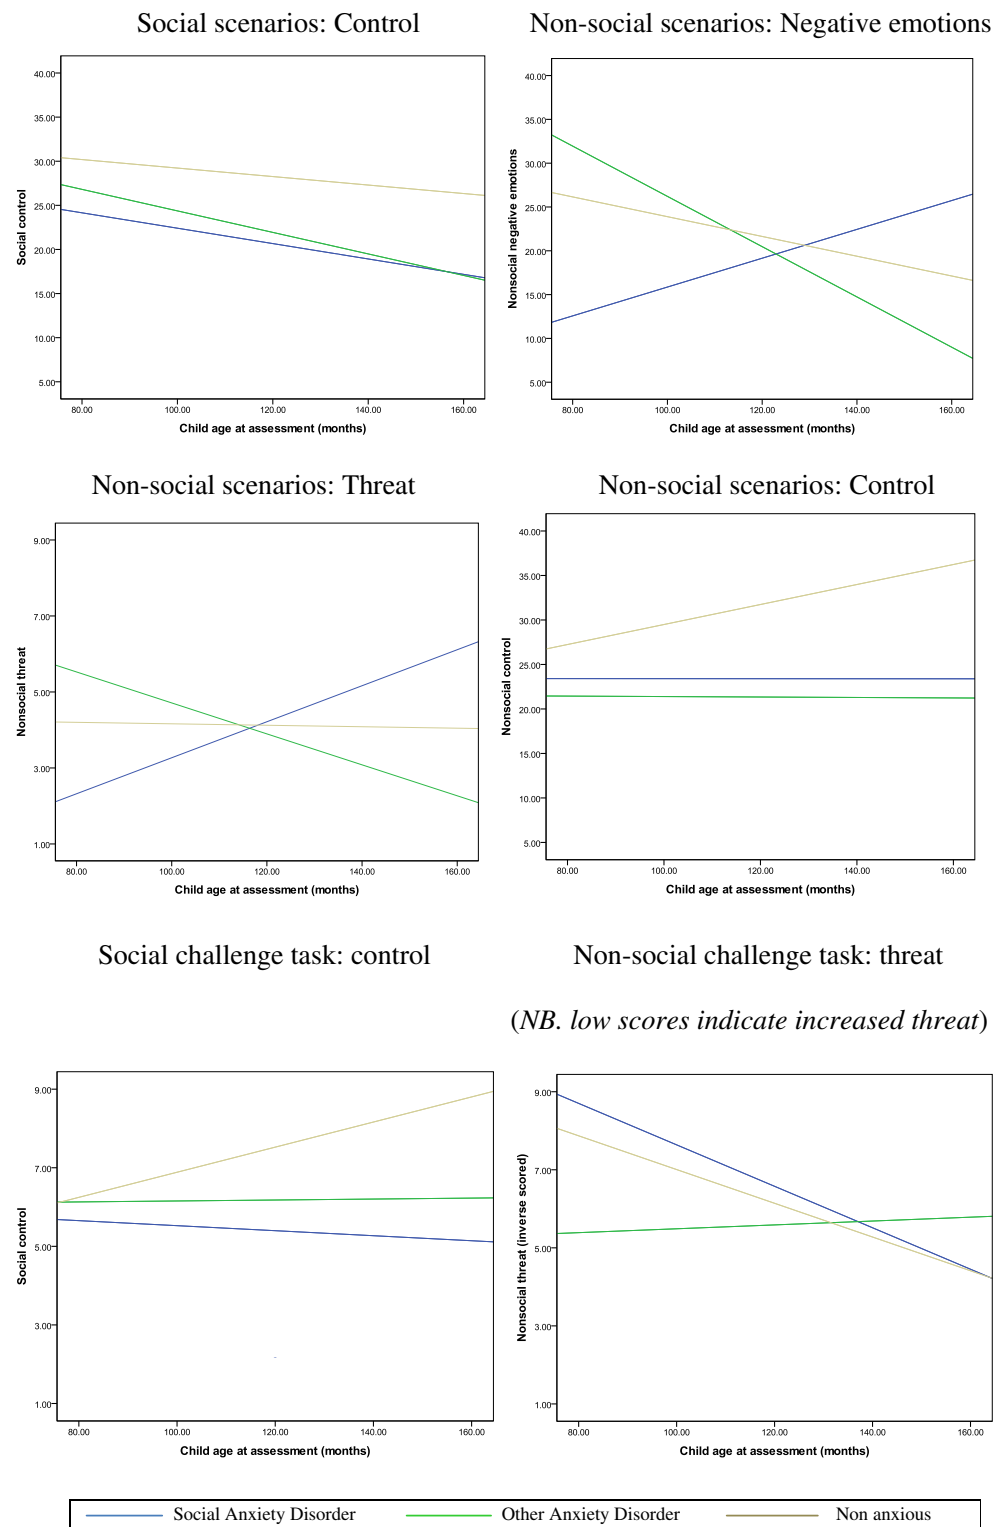 Social scenarios: Control
40.00
35.00
30.00
25.00
20.00
15.00
10.00
5.00
Social control
80.00 100.00 120.00 140.00 160.00
Child age at assessment (months)
Non-social scenarios: Negative emotions
40.00
35.00
30.00
25.00
20.00
15.00
10.00
5.00
Nonsocial negative emotions
80.00 100.00 120.00 140.00 160.00
Child age at assessment (months)
Non-social scenarios: Threat
9.00
7.00
5.00
3.00
1.00
Nonsocial threat
80.00 100.00 120.00 140.00 160.00
Child age at assessment (months)
Non-social scenarios: Control
40.00
35.00
30.00
25.00
20.00
15.00
10.00
5.00
Nonsocial control
80.00 100.00 120.00 140.00 160.00
Child age at assessment (months)
Social challenge task: control
9.00
7.00
5.00
3.00
1.00
Social control
80.00 100.00 120.00 140.00 160.00
Child age at assessment (months)
Non-social challenge task: threat
(NB. low scores indicate increased threat)
9.00
7.00
5.00
3.00
1.00
Nonsocial threat (inverse scored)
80.00 100.00 120.00 140.00 160.00
Child age at assessment (months)
Social Anxiety Disorder Other Anxiety Disorder Non anxious